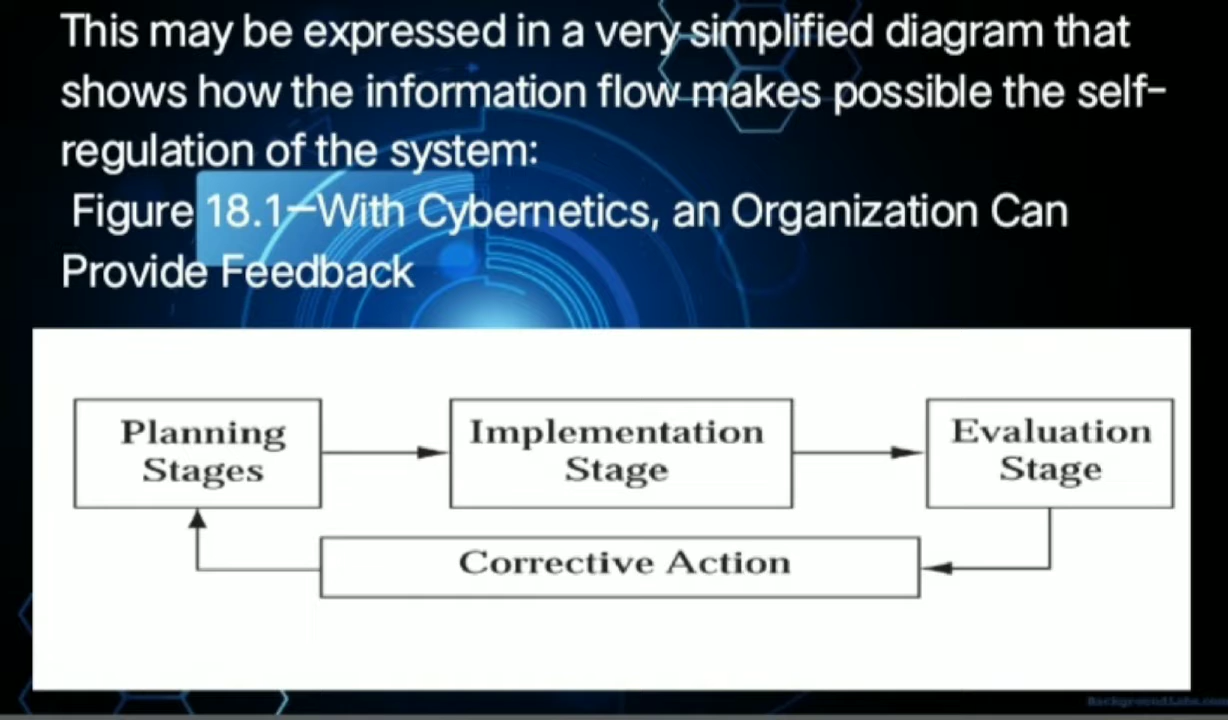 This may be expressed in a very simplified diagram that
shows how the information flow makes possible the self-
regulation of the system:
Figure 18.1—With Cybernetics, an Organization Can
Provide Feedback
Planning
Stages
Implementation
Stage
Evaluation
Stage
Corrective Action